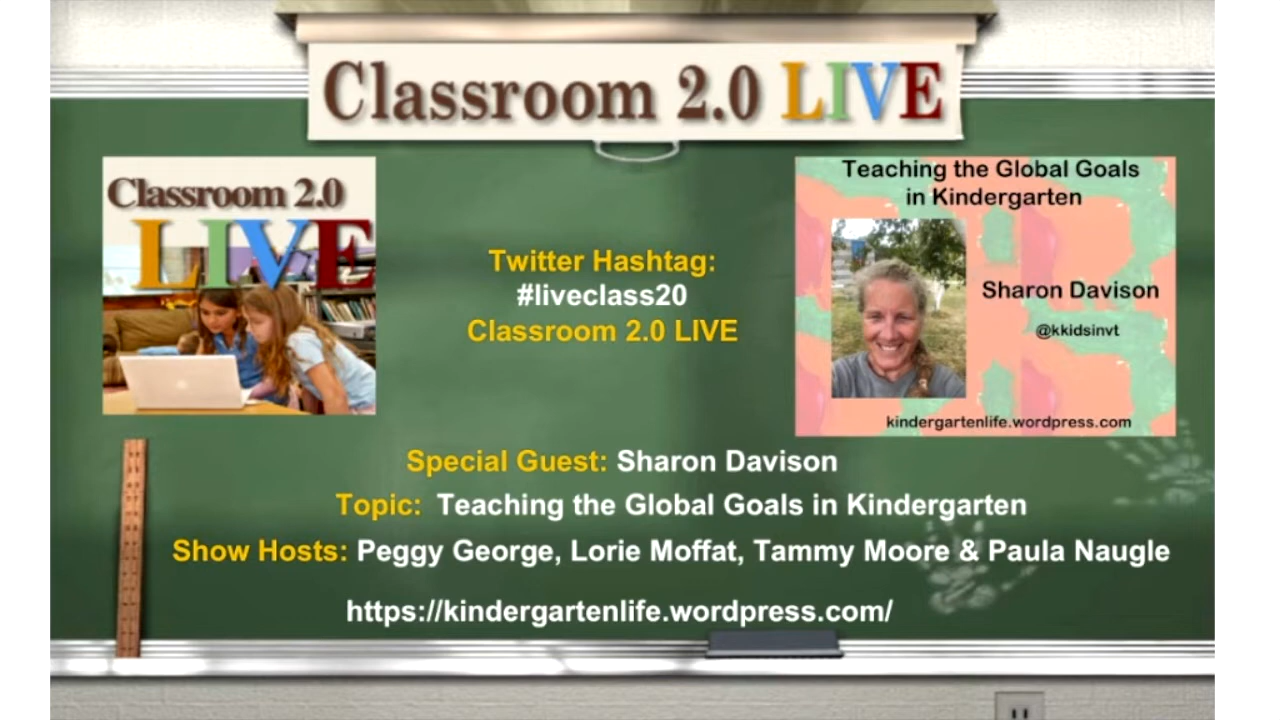 Classroom 2.0 LIVE
Classroom 2.0
LIVE
Twitter Hashtag:
#liveclass20
Classroom 2.0 LIVE
Teaching the Global Goals
in Kindergarten
Sharon Davison
@kkidsinvt
kindergartenlife.wordpress.com
Special Guest: Sharon Davison
Topic: Teaching the Global Goals in Kindergarten
Show Hosts: Peggy George, Lorie Moffat, Tammy Moore & Paula Naugle
https://kindergartenlife.wordpress.com/